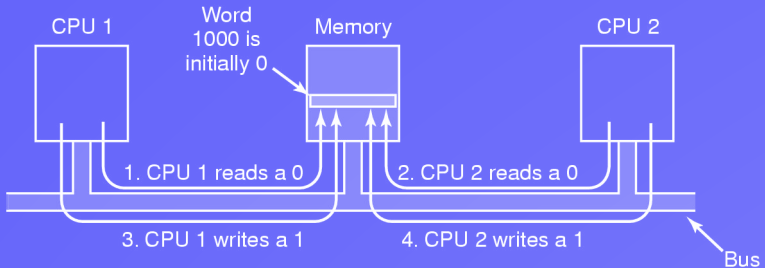 CPU 1
Word
1000 is
initially 0
Memory
CPU 2
1. CPU 1 reads a 0
2. CPU 2 reads a 0
3. CPU 1 writes a 1
4. CPU 2 writes a 1
Bus